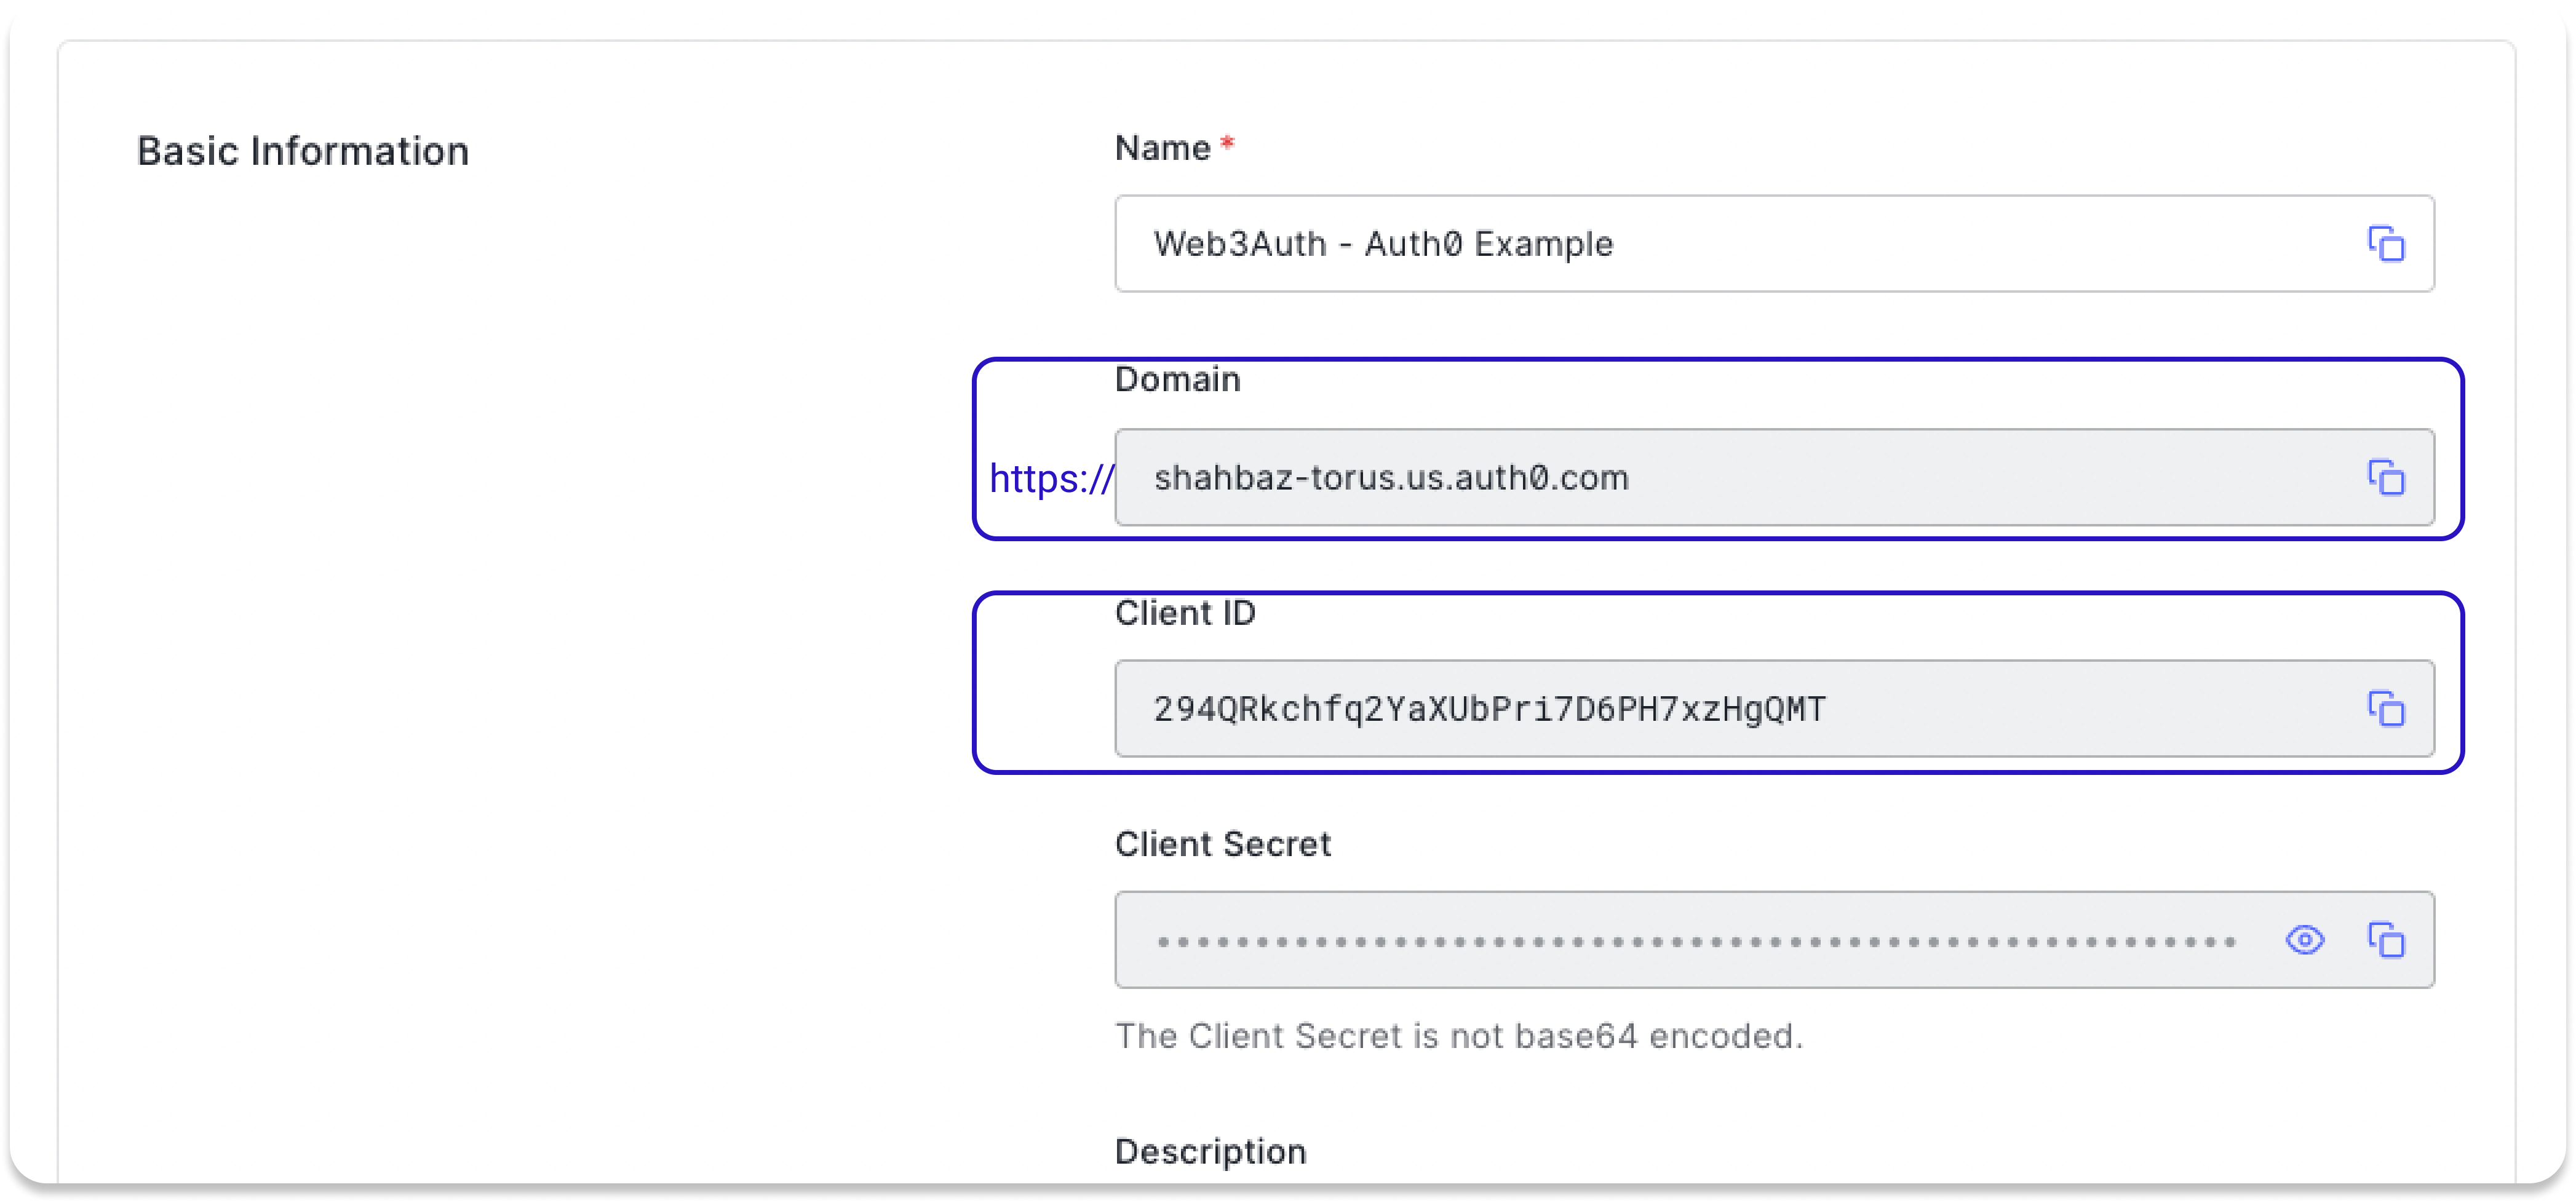 Basic Information
Name *
Web3Auth - Auth0 Example
Domain
https://
shahbaz-torus.us.auth0.com
Client ID
294QRkchfq2YaXUbPri7D6PH7xzHgQMT
Client Secret
The Client Secret is not base64 encoded.
Description